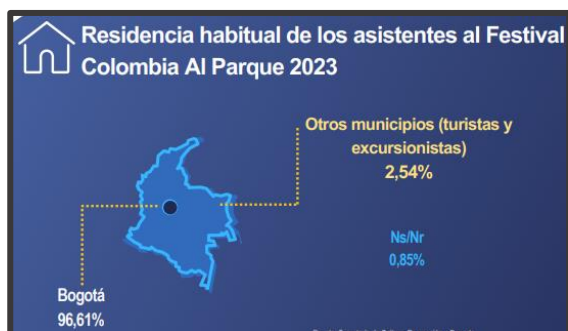 Residencia habitual de los asistentes al Festival
Colombia Al Parque 2023
Otros municipios (turistas y
excursionistas)
2,54%
Ns/Nr
0,85%
Bogotá
96,61%